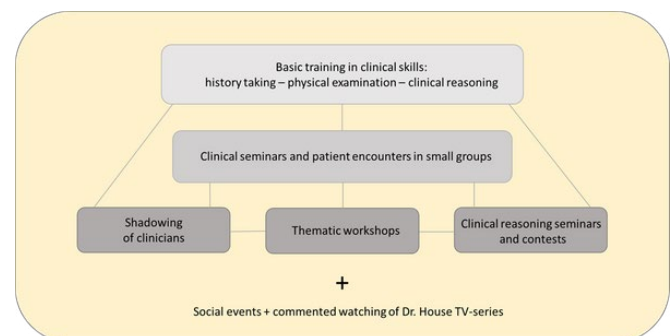 Basic training in clinical skills:
history taking – physical examination – clinical reasoning
Clinical seminars and patient encounters in small groups
Shadowing
of clinicians
Thematic workshops
Clinical reasoning seminars
and contests
+
Social events + commented watching of Dr. House TV-series